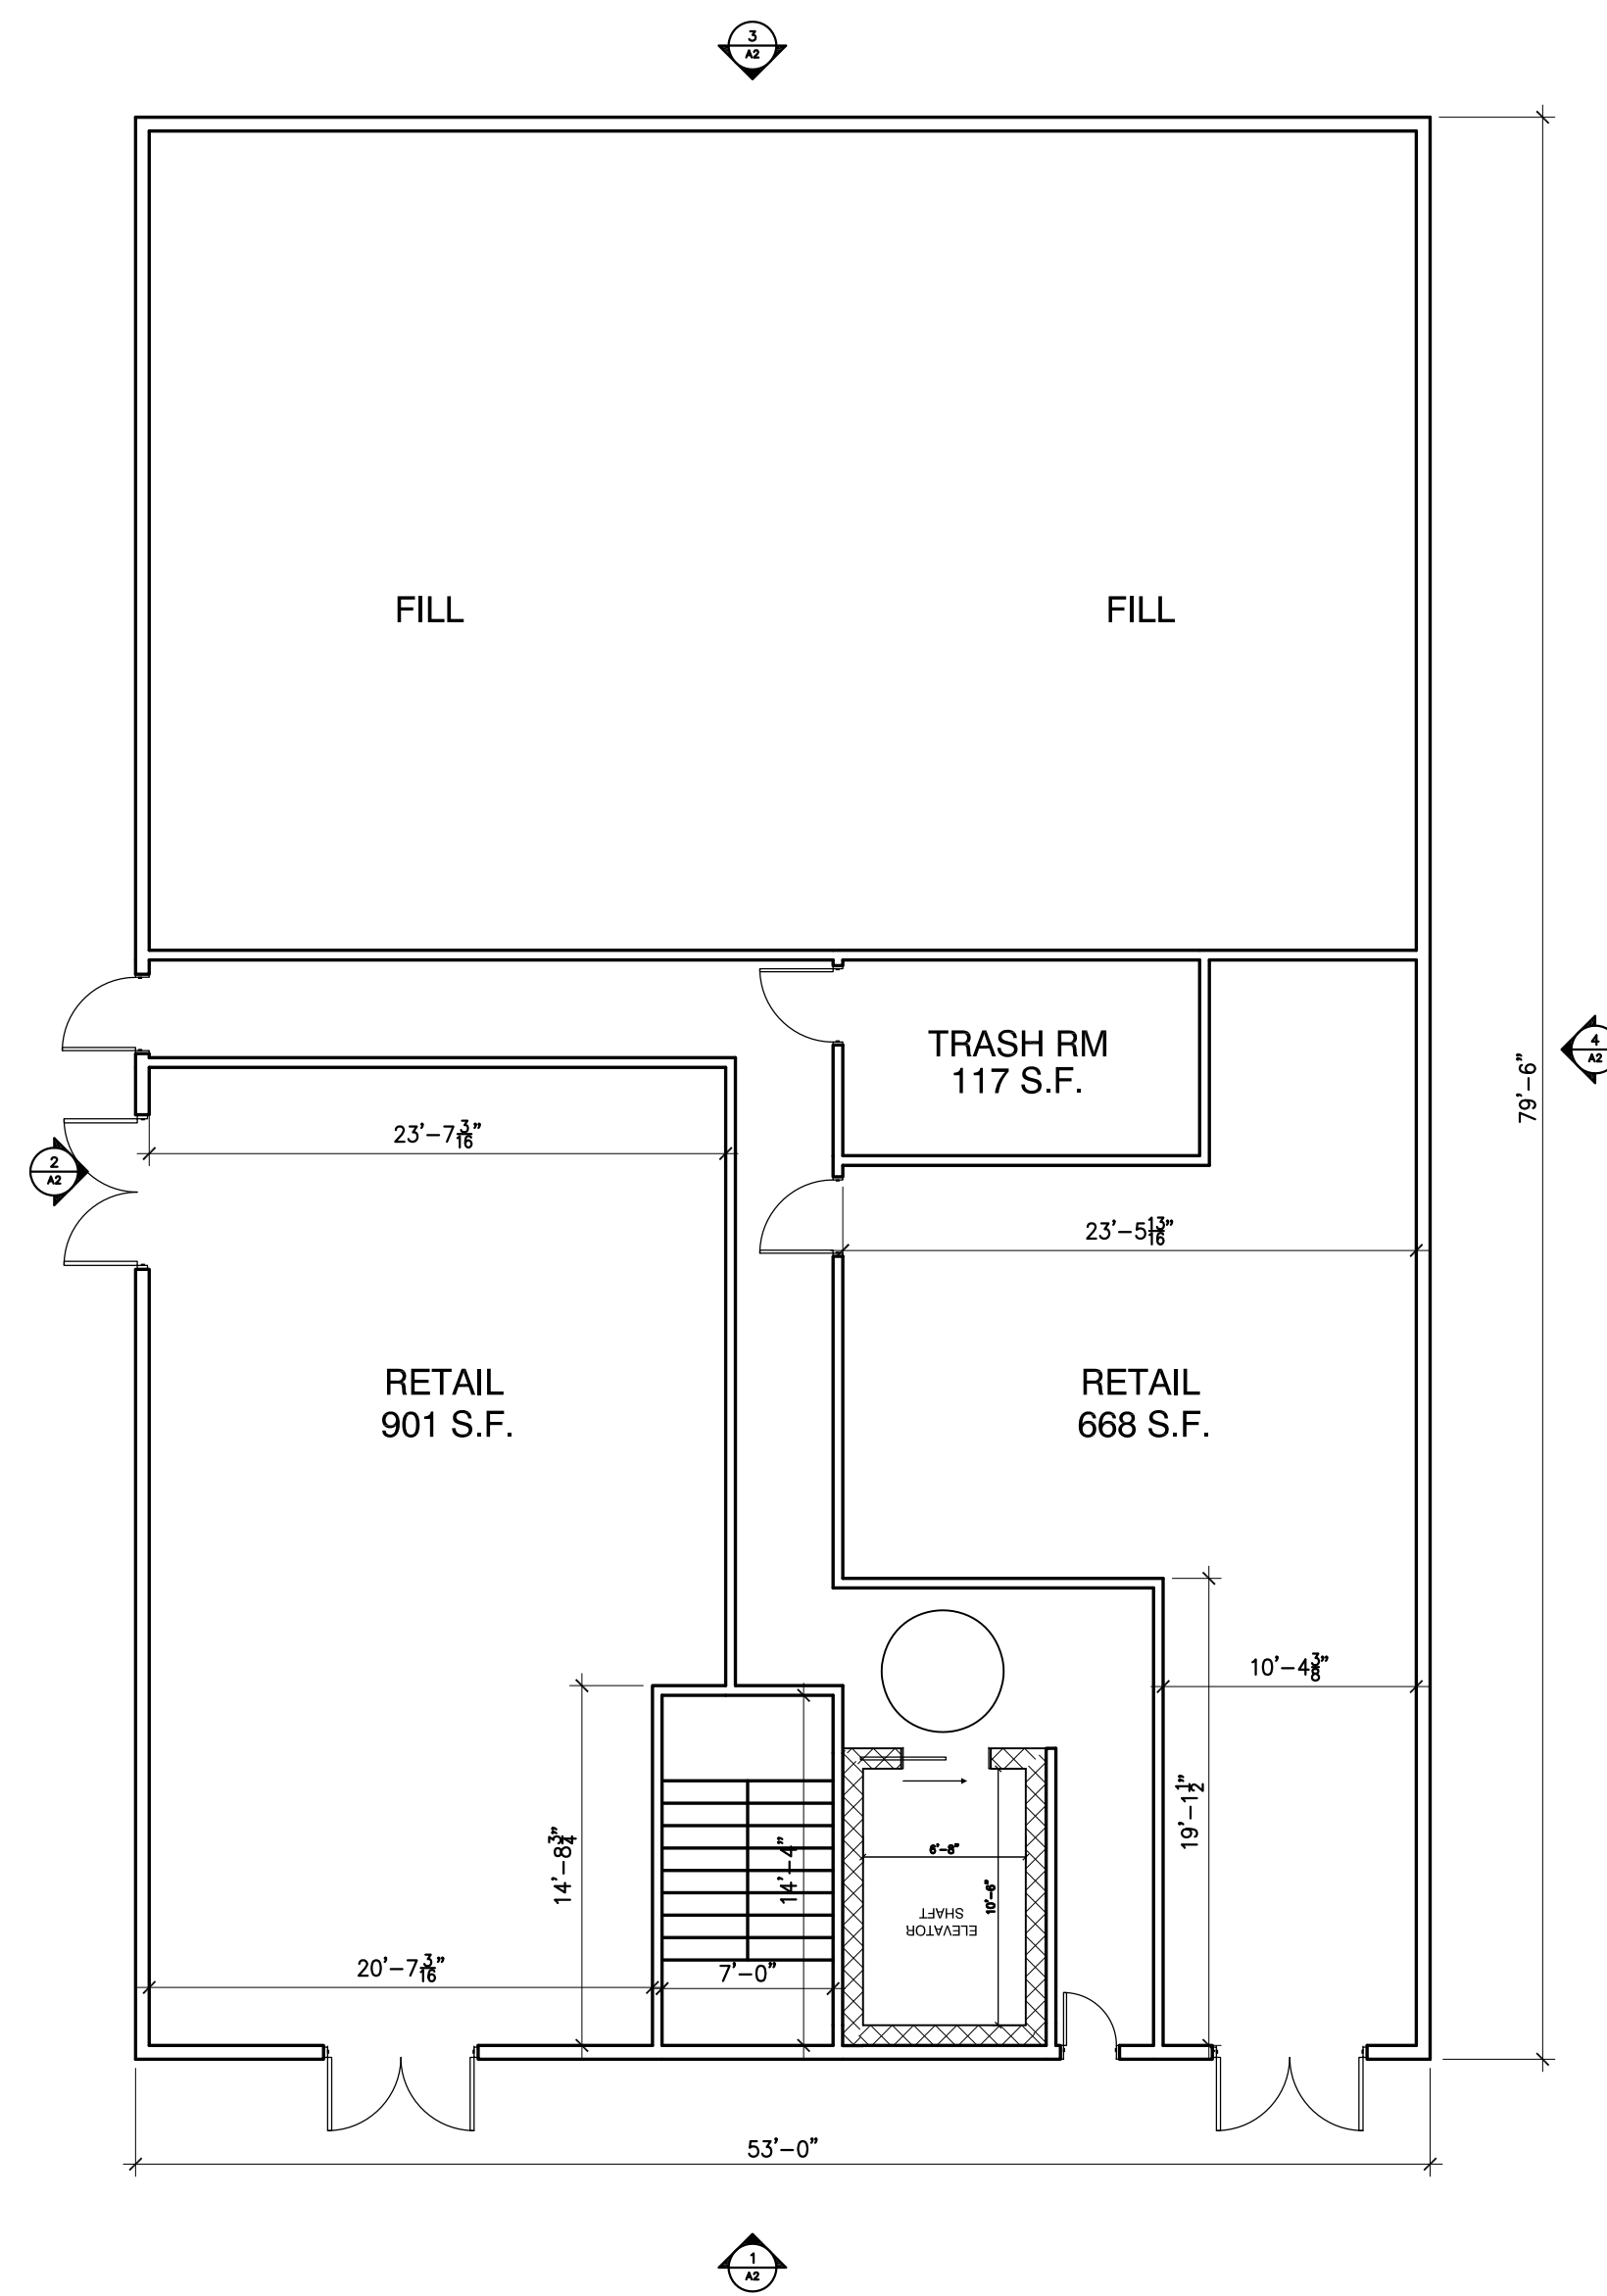 3
A2
FILL
FILL
TRASH RM
117 S.F.
4
A2
79'-6"
23'-7 3/16"
2
A2
23'-5 13/16"
RETAIL
901 S.F.
RETAIL
668 S.F.
10'-4 3/8"
19'-1 1/2"
14'-8 3/4"
14'-4"
6'-8"
10'-6"
ELEVATOR
SHAFT
20'-7 3/16"
7'-0"
53'-0"
1
A2